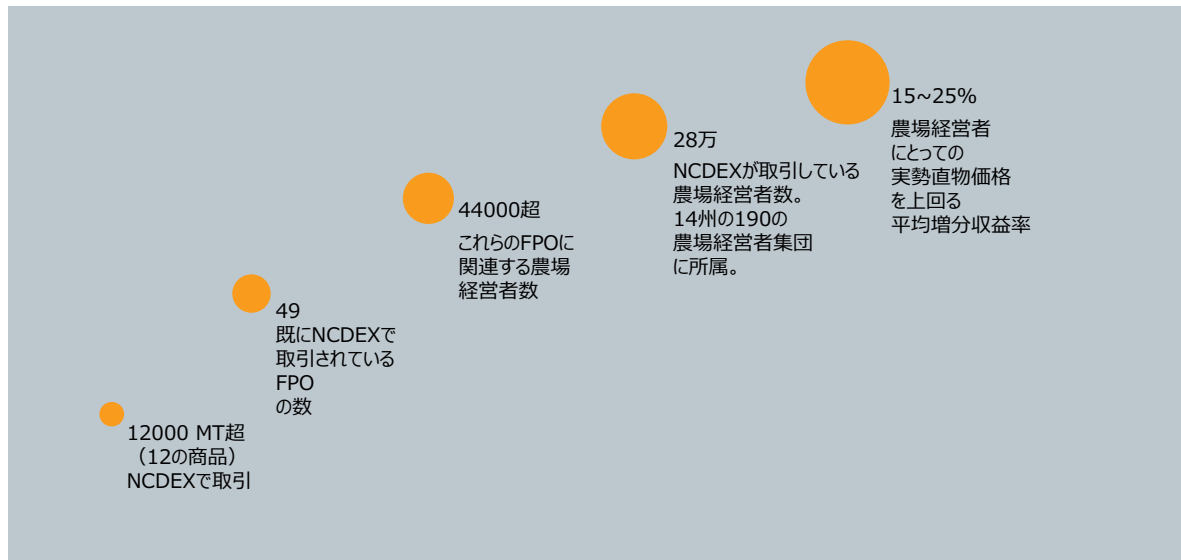 12000 MT超
（12の商品）
NCDEXで取引
49
既にNCDEXで
取引されている
FPO
の数
44000超
これらのFPOに
関連する農場
経営者数
28万
NCDEXが取引している
農場経営者数。
14州の190の
農場経営者集団
に所属。
15~25%
農場経営者
にとっての
実勢直物価格
を上回る
平均増分収益率